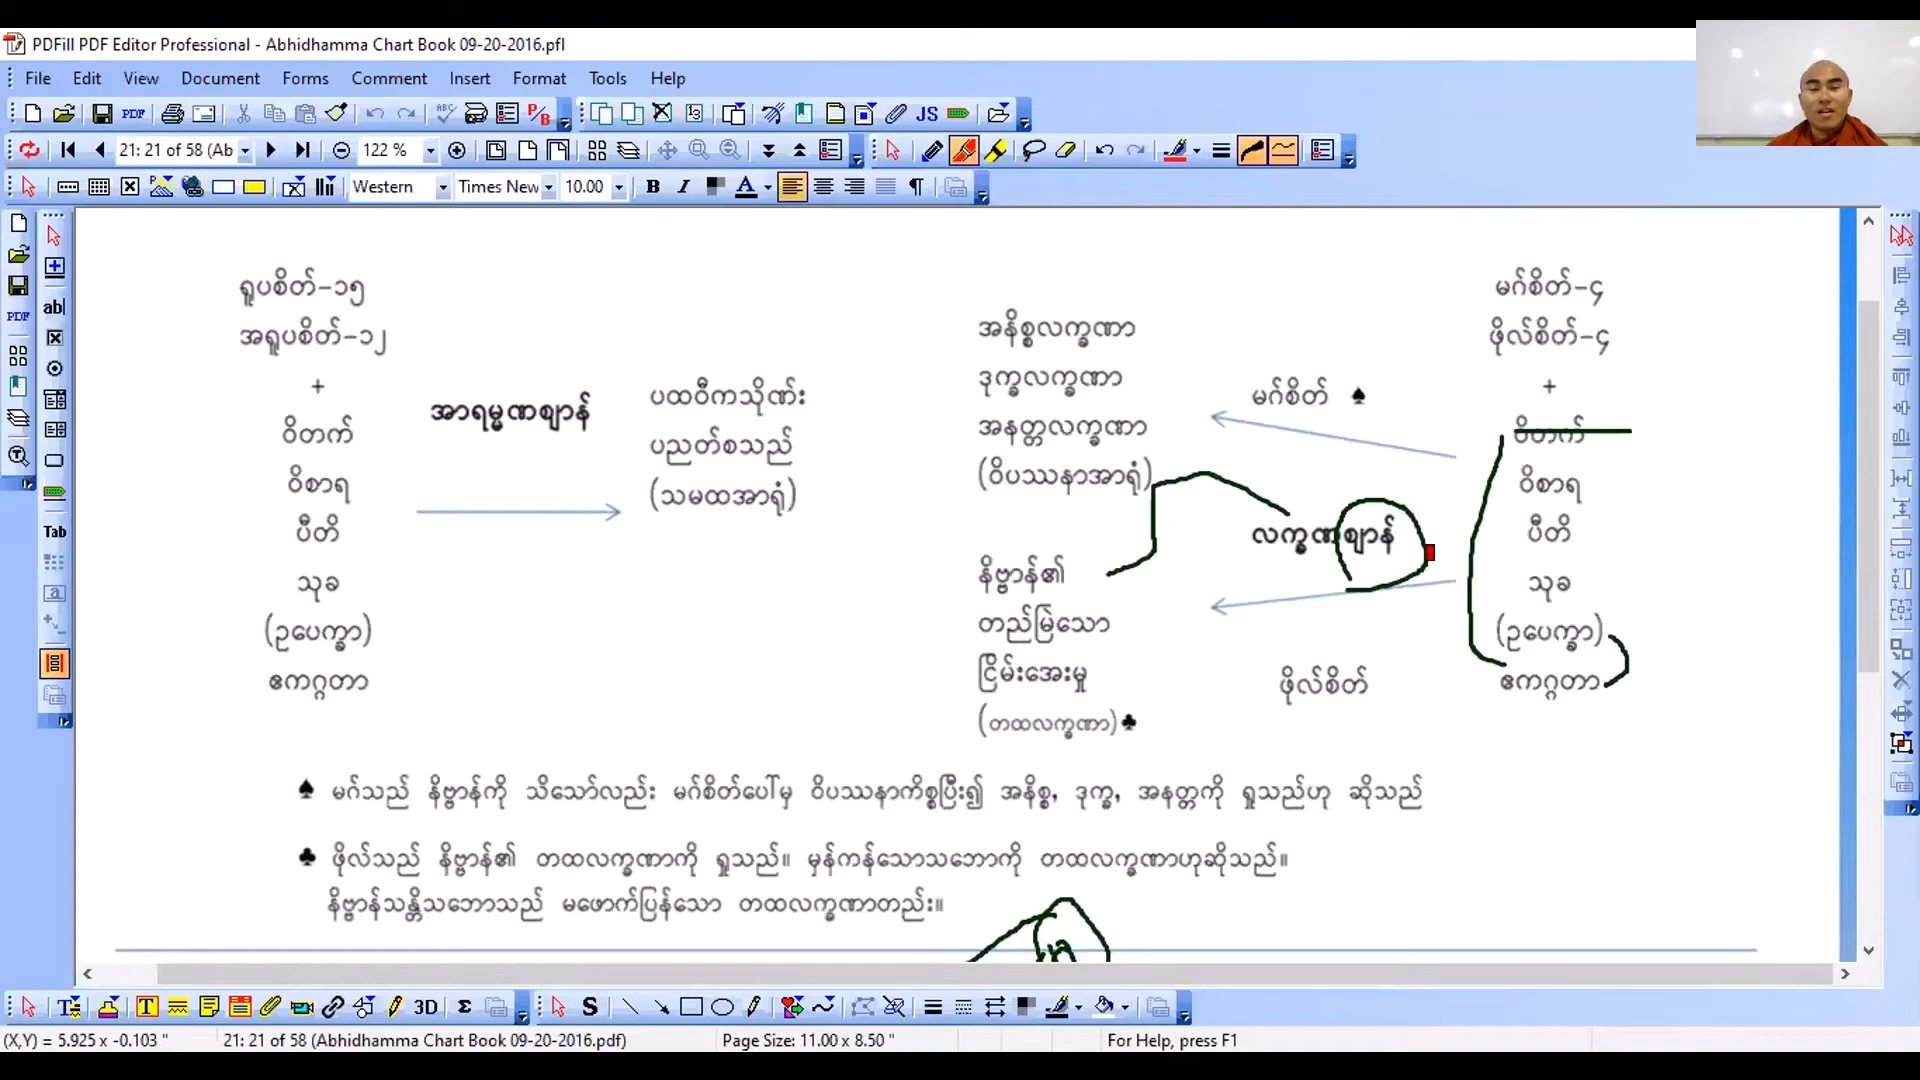 PDFill PDF Editor Professional - Abhidhamma Chart Book 09-20-2016.pfl
File Edit View Document Forms Comment Insert Format Tools Help
PDF ABC P/B JS
21: 21 of 58 (Ab 122 %
Western Times New 10.00 B I A ¶
ab|
PDF
Tab
ရူပစိတ်-၁၅
အရူပစိတ်-၁၂
+
ဝိတက်
ဝိစာရ
ပီတိ
သုခ
(ဥပေက္ခာ)
ဧကဂ္ဂတာ
အာရမ္မဏဈာန်
ပထဝီကသိုဏ်း
ပညတ်စသည်
(သမထအာရုံ)
အနိစ္စလက္ခဏာ
ဒုက္ခလက္ခဏာ
အနတ္တလက္ခဏာ
(ဝိပဿနာအာရုံ)
နိဗ္ဗာန်၏
တည်မြဲသော
ငြိမ်းအေးမှု
(တထလက္ခဏာ)♣
မဂ်စိတ် ♠
လက္ခဏဈာန်
ဖိုလ်စိတ်
မဂ်စိတ်-၄
ဖိုလ်စိတ်-၄
+
ဝိတက်
ဝိစာရ
ပီတိ
သုခ
(ဥပေက္ခာ)
ဧကဂ္ဂတာ
♠ မဂ်သည် နိဗ္ဗာန်ကို သိသော်လည်း မဂ်စိတ်ပေါ်မှ ဝိပဿနာကိစ္စပြီး၍ အနိစ္စ, ဒုက္ခ, အနတ္တကို ရှုသည်ဟု ဆိုသည်
♣ ဖိုလ်သည် နိဗ္ဗာန်၏ တထလက္ခဏာကို ရှုသည်။ မှန်ကန်သောသဘောကို တထလက္ခဏာဟုဆိုသည်။
နိဗ္ဗာန်သန္တိသဘောသည် မဖောက်ပြန်သော တထလက္ခဏာတည်း။
T T 3D Σ S
(X,Y) = 5.925 x -0.103 " 21: 21 of 58 (Abhidhamma Chart Book 09-20-2016.pdf) Page Size: 11.00 x 8.50 " For Help, press F1